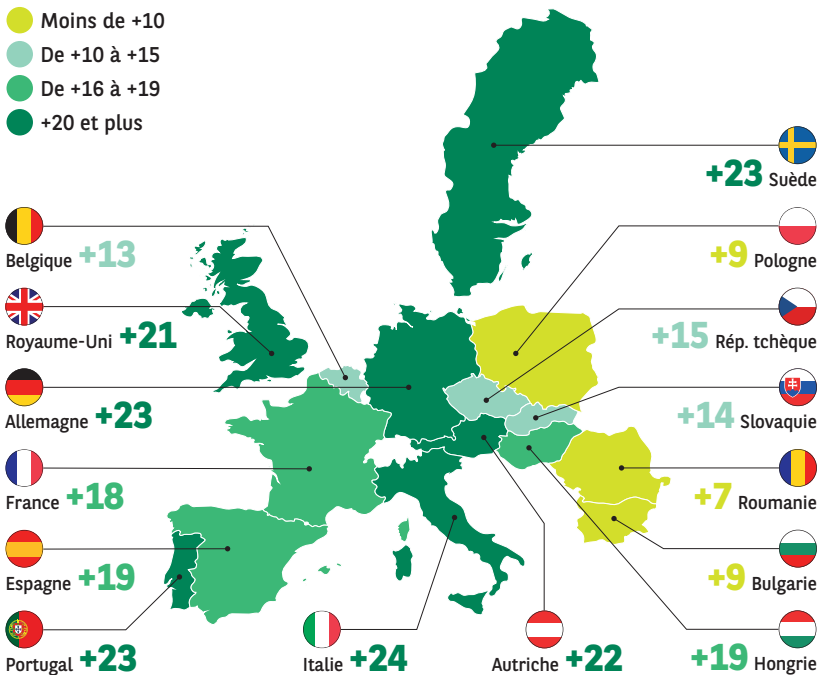 Moins de +10
De +10 à +15
De +16 à +19
+20 et plus
+23 Suède
Belgique +13
+9 Pologne
Royaume-Uni +21
+15 Rép. tchèque
Allemagne +23
+14 Slovaquie
France +18
+7 Roumanie
Espagne +19
+9 Bulgarie
Portugal +23
Italie +24
Autriche +22
+19 Hongrie